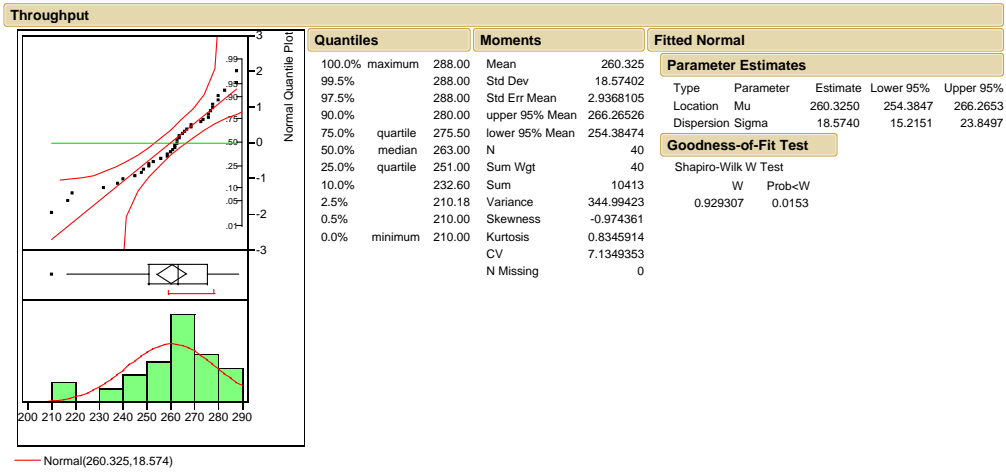 Throughput
3
2
1
0
-1
-2
-3
.99
.95
.90
.75
.50
.25
.10
.05
.01
Normal Quantile Plot
200 210 220 230 240 250 260 270 280 290
Normal(260.325,18.574)
Quantiles
100.0% maximum 288.00
99.5% 288.00
97.5% 288.00
90.0% 280.00
75.0% quartile 275.50
50.0% median 263.00
25.0% quartile 251.00
10.0% 232.60
2.5% 210.18
0.5% 210.00
0.0% minimum 210.00
Moments
Mean 260.325
Std Dev 18.57402
Std Err Mean 2.9368105
upper 95% Mean 266.26526
lower 95% Mean 254.38474
N 40
Sum Wgt 40
Sum 10413
Variance 344.99423
Skewness -0.974361
Kurtosis 0.8345914
CV 7.1349353
N Missing 0
Fitted Normal
Parameter Estimates
Type Parameter Estimate Lower 95% Upper 95%
Location Mu 260.3250 254.3847 266.2653
Dispersion Sigma 18.5740 15.2151 23.8497
Goodness-of-Fit Test
Shapiro-Wilk W Test
W Prob<W
0.929307 0.0153